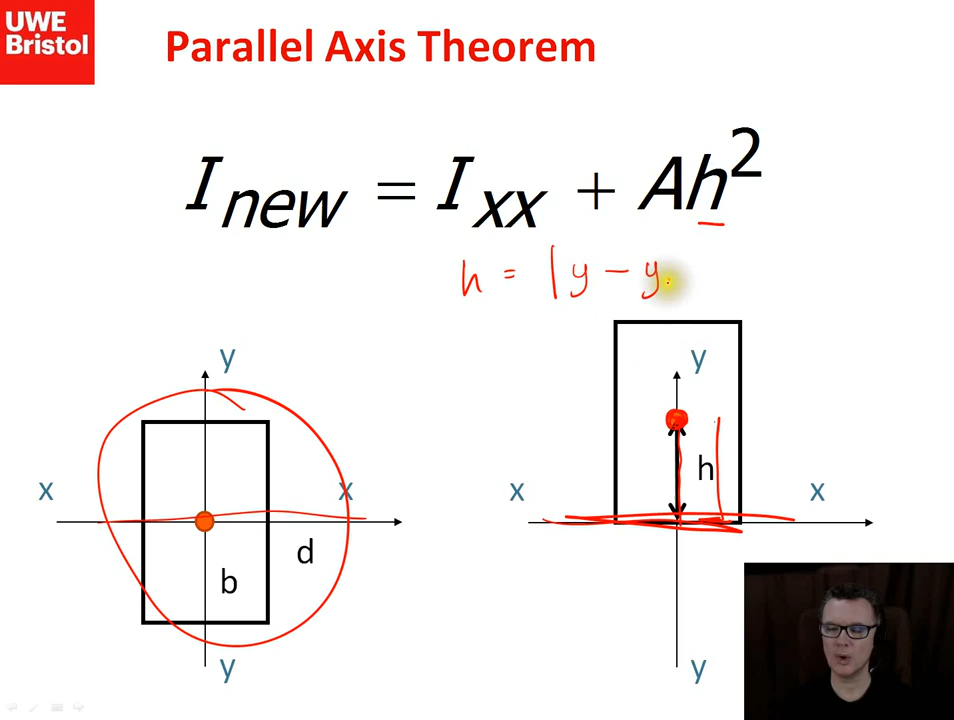 UWE
Bristol
Parallel Axis Theorem
I new = I xx + Ah²
h = |y − y
y
y
x
x
h
x
x
d
b
y
y